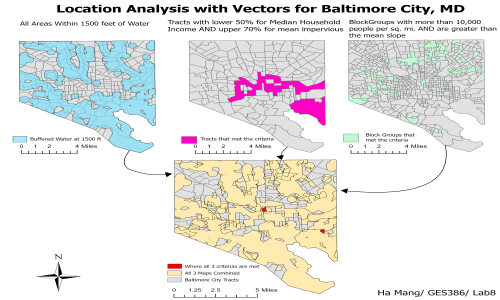 Location Analysis with Vectors for Baltimore City, MD
All Areas Within 1500 feet of Water
Tracts with lower 50% for Median Household
Income AND upper 70% for mean impervious
BlockGroups with more than 10,000
people per sq. mi. AND are greater than
the mean slope
Buffered Water at 1500 ft
0 1 2 4 Miles
Tracts that met the criteria
0 1 2 4 Miles
Block Groups that
met the criteria
0 1 2 4 Miles
N
Where all 3 criterias are met
All 3 Maps Combined
Baltimore City Tracts
0 1.25 2.5 5 Miles
Ha Mang/ GES386/ Lab8